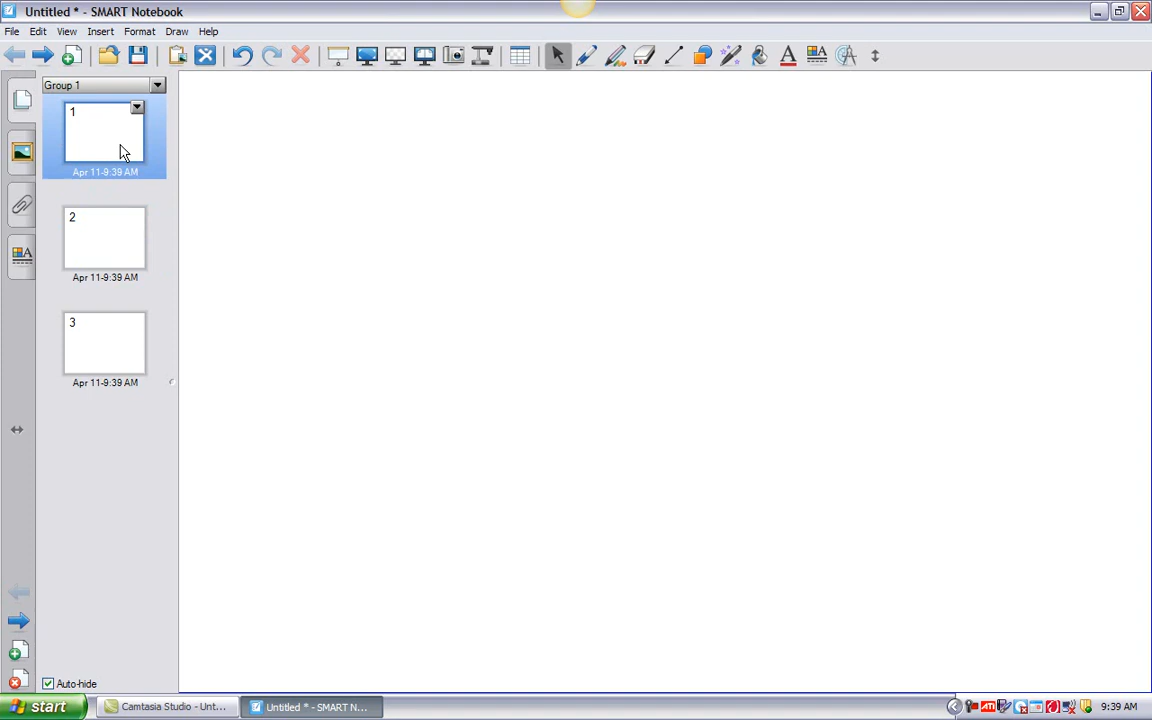 Untitled * - SMART Notebook
File Edit View Insert Format Draw Help
Group 1
1
Apr 11-9:39 AM
2
Apr 11-9:39 AM
3
Apr 11-9:39 AM
Auto-hide
start Camtasia Studio - Unt... Untitled * - SMART N... 9:39 AM